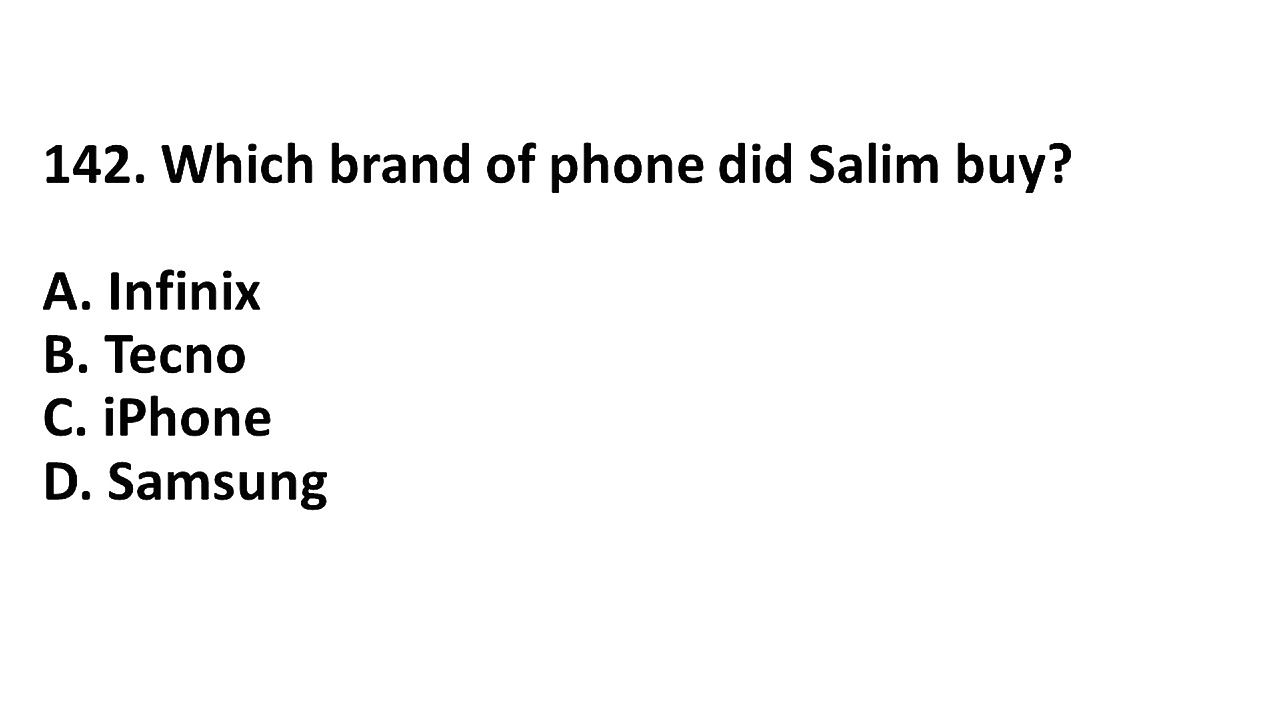 142. Which brand of phone did Salim buy?
A. Infinix
B. Tecno
C. iPhone
D. Samsung